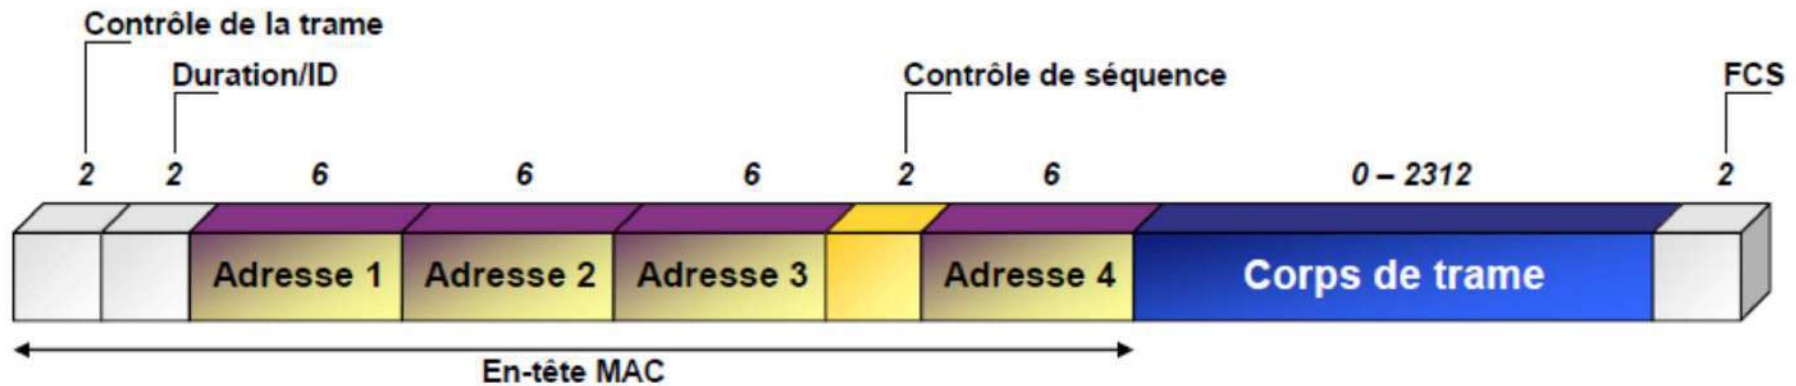 Contrôle de la trame
Duration/ID
Contrôle de séquence
FCS
2 2 6 6 6 2 6 0 – 2312 2
Adresse 1 Adresse 2 Adresse 3 Adresse 4 Corps de trame
En-tête MAC